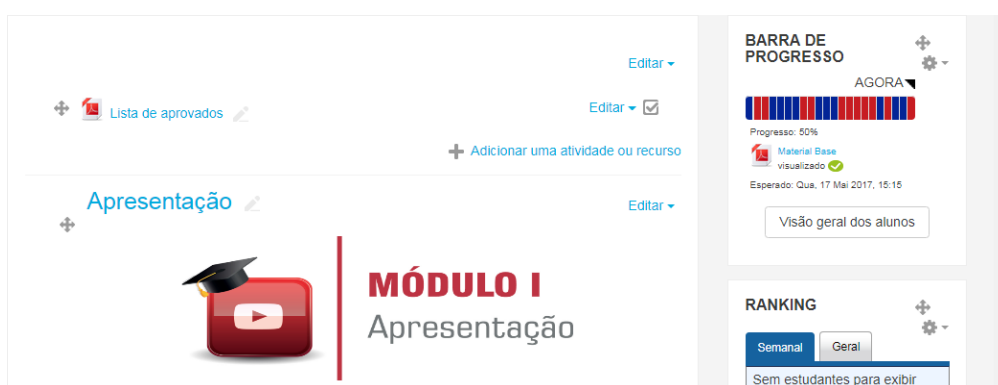 Editar
Lista de aprovados
Editar
Adicionar uma atividade ou recurso
Apresentação
Editar
MÓDULO I
Apresentação
BARRA DE
PROGRESSO
AGORA
Progresso: 50%
Material Base
visualizado
Esperado: Qua, 17 Mai 2017, 15:15
Visão geral dos alunos
RANKING
Semanal Geral
Sem estudantes para exibir